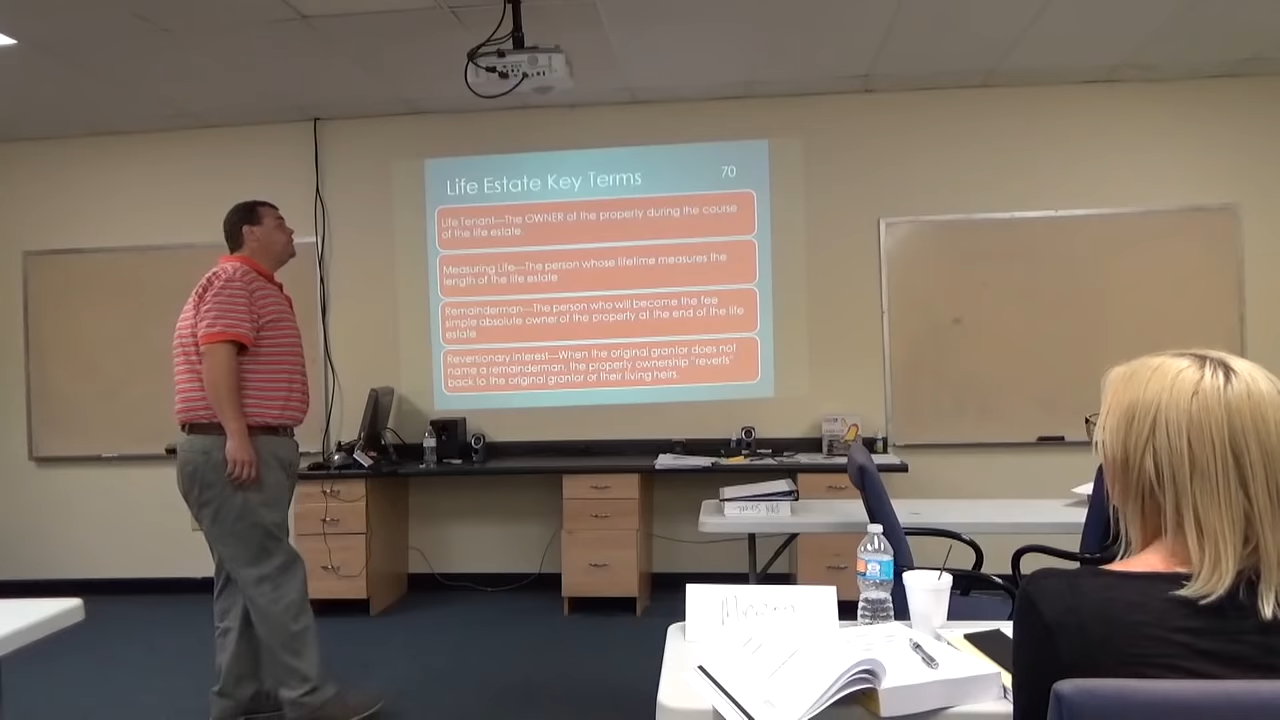 Life Estate Key Terms
70
Life Tenant—The OWNER of the property during the course
of the life estate.
Measuring Life—The person whose lifetime measures the
length of the life estate
Remainderman—The person who will become the fee
simple absolute owner of the property at the end of the life
estate
Reversionary Interest—When the original grantor does not
name a remainderman, the property ownership "reverts"
back to the original grantor or their living heirs.